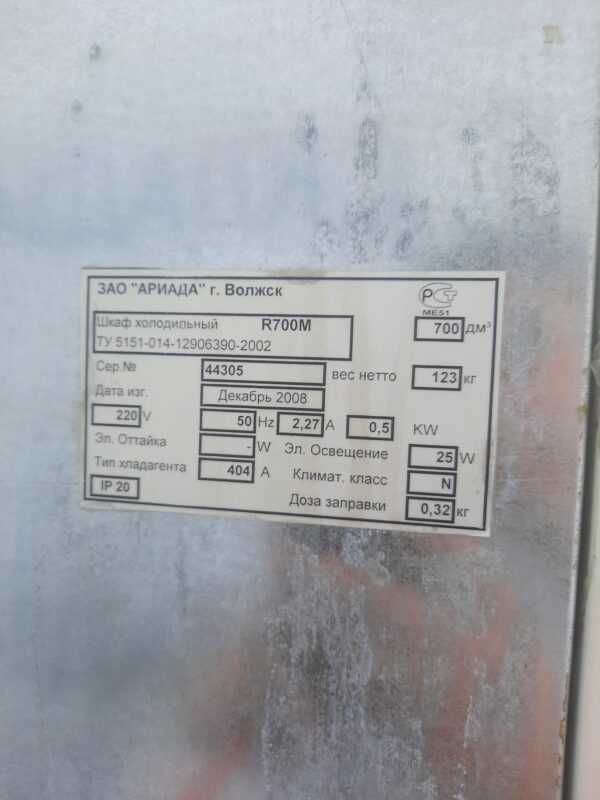 ЗАО "АРИАДА" г. Волжск
РСТ
МЕ51
Шкаф холодильный R700М 700 дм³
ТУ 5151-014-12906390-2002
Сер.№ 44305 вес нетто 123 кг
Дата изг. Декабрь 2008
220 V 50 Hz 2,27 A 0,5 KW
Эл. Оттайка - W Эл. Освещение 25 W
Тип хладагента 404 А Климат. класс N
IP 20 Доза заправки 0,32 кг